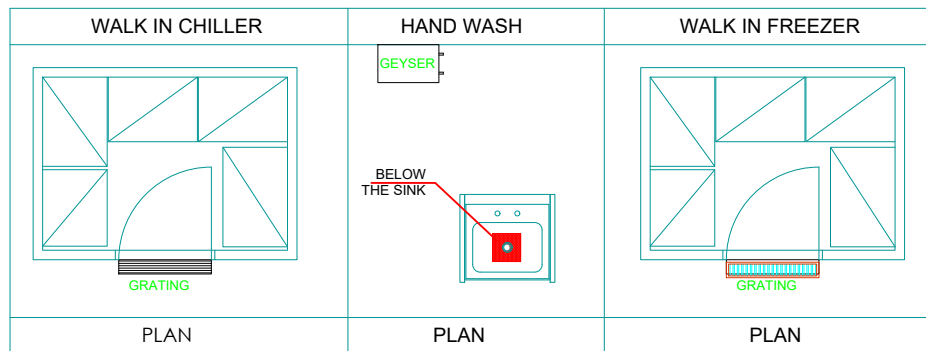 WALK IN CHILLER
HAND WASH
WALK IN FREEZER
GEYSER
BELOW
THE SINK
GRATING
GRATING
PLAN
PLAN
PLAN